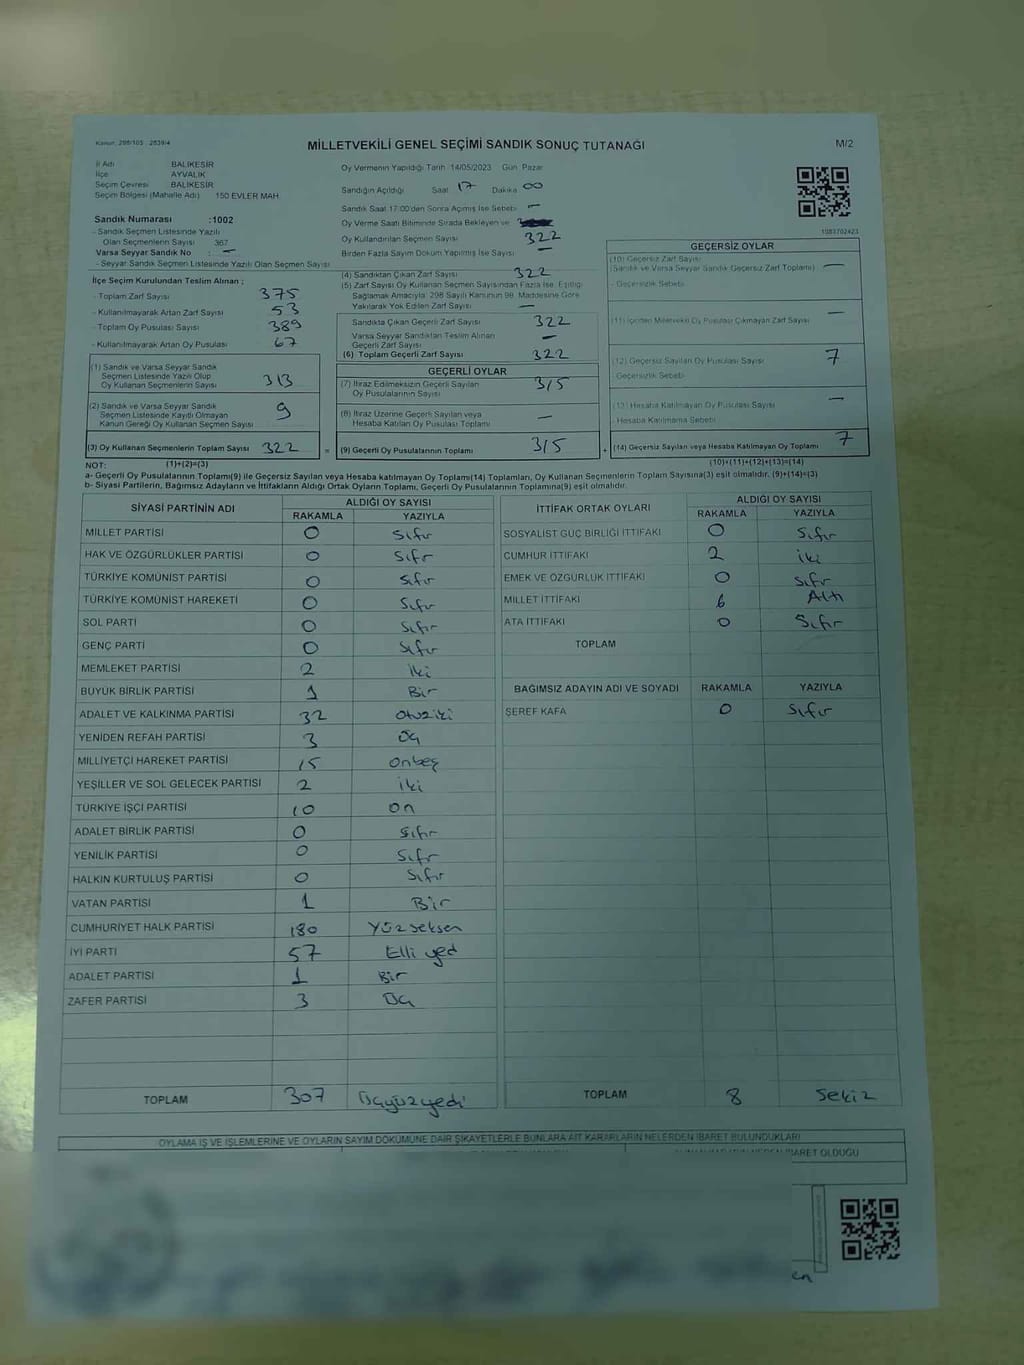 Kanun: 298/105 2839/4
MİLLETVEKİLİ GENEL SEÇİMİ SANDIK SONUÇ TUTANAĞI
M/2
İl Adı BALIKESİR
İlçe AYVALIK
Seçim Çevresi BALIKESİR
Seçim Bölgesi (Mahalle Adı) 150 EVLER MAH.
Oy Vermenin Yapıldığı Tarih 14/05/2023 Gün Pazar
Sandığın Açıldığı Saat 17 Dakika 00
Sandık Saat 17:00'den Sonra Açılmış İse Sebebi —
Oy Verme Saati Bitiminde Sırada Bekleyen ve
Oy Kullandırılan Seçmen Sayısı 322
Birden Fazla Sayım Döküm Yapılmış İse Sayısı —
Sandık Numarası :1002
- Sandık Seçmen Listesinde Yazılı
Olan Seçmenlerin Sayısı 367
Varsa Seyyar Sandık No : —
- Seyyar Sandık Seçmen Listesinde Yazılı Olan Seçmen Sayısı
1083702423
İlçe Seçim Kurulundan Teslim Alınan ;
- Toplam Zarf Sayısı 375
- Kullanılmayarak Artan Zarf Sayısı 53
- Toplam Oy Pusulası Sayısı 389
- Kullanılmayarak Artan Oy Pusulası 67
(1) Sandık ve Varsa Seyyar Sandık
Seçmen Listesinde Yazılı Olup
Oy Kullanan Seçmenlerin Sayısı 313
(2) Sandık ve Varsa Seyyar Sandık
Seçmen Listesinde Kayıtlı Olmayan
Kanun Gereği Oy Kullanan Seçmen Sayısı 9
(3) Oy Kullanan Seçmenlerin Toplam Sayısı 322
(4) Sandıktan Çıkan Zarf Sayısı 322
(5) Zarf Sayısı Oy Kullanan Seçmen Sayısından Fazla İse, Eşitliği
Sağlamak Amacıyla 298 Sayılı Kanunun 98. Maddesine Göre
Yakılarak Yok Edilen Zarf Sayısı —
Sandıkta Çıkan Geçerli Zarf Sayısı 322
Varsa Seyyar Sandıktan Teslim Alınan
Geçerli Zarf Sayısı —
(6) Toplam Geçerli Zarf Sayısı 322
GEÇERLİ OYLAR
(7) İtiraz Edilmeksizin Geçerli Sayılan
Oy Pusulasının Sayısı 315
(8) İtiraz Üzerine Geçerli Sayılan veya
Hesaba Katılan Oy Pusulası Toplamı —
= (9) Geçerli Oy Pusulalarının Toplamı 315
GEÇERSİZ OYLAR
(10) Geçersiz Zarf Sayısı
(Sandık ve Varsa Seyyar Sandık Geçersiz Zarf Toplamı) —
- Geçersizlik Sebebi
(11) İçinden Milletvekili Oy Pusulası Çıkmayan Zarf Sayısı —
(12) Geçersiz Sayılan Oy Pusulası Sayısı 7
- Geçersizlik Sebebi
(13) Hesaba Katılmayan Oy Pusulası Sayısı —
- Hesaba Katılmama Sebebi
+ (14) Geçersiz Sayılan veya Hesaba Katılmayan Oy Toplamı 7
NOT: (1)+(2)=(3)
(10)+(11)+(12)+(13)=(14)
a- Geçerli Oy Pusulalarının Toplamı(9) ile Geçersiz Sayılan veya Hesaba katılmayan Oy Toplamı(14) Toplamları, Oy Kullanan Seçmenlerin Toplam Sayısına(3) eşit olmalıdır. (9)+(14)=(3)
b- Siyasi Partilerin, Bağımsız Adayların ve İttifakların Aldığı Ortak Oyların Toplamı, Geçerli Oy Pusulalarının Toplamına(9) eşit olmalıdır.
SİYASİ PARTİNİN ADI ALDIĞI OY SAYISI
RAKAMLA YAZIYLA
MİLLET PARTİSİ 0 Sıfır
HAK VE ÖZGÜRLÜKLER PARTİSİ 0 Sıfır
TÜRKİYE KOMÜNİST PARTİSİ 0 Sıfır
TÜRKİYE KOMÜNİST HAREKETİ 0 Sıfır
SOL PARTİ 0 Sıfır
GENÇ PARTİ 0 Sıfır
MEMLEKET PARTİSİ 2 İki
BÜYÜK BİRLİK PARTİSİ 1 Bir
ADALET VE KALKINMA PARTİSİ 32 Otuziki
YENİDEN REFAH PARTİSİ 3 Üç
MİLLİYETÇİ HAREKET PARTİSİ 15 Onbeş
YEŞİLLER VE SOL GELECEK PARTİSİ 2 iki
TÜRKİYE İŞÇİ PARTİSİ 10 On
ADALET BİRLİK PARTİSİ 0 Sıfır
YENİLİK PARTİSİ 0 Sıfır
HALKIN KURTULUŞ PARTİSİ 0 Sıfır
VATAN PARTİSİ 1 Bir
CUMHURİYET HALK PARTİSİ 180 Yüzseksen
İYİ PARTİ 57 Elli yedi
ADALET PARTİSİ 1 Bir
ZAFER PARTİSİ 3 Üç
TOPLAM 307 Üçyüzyedi
İTTİFAK ORTAK OYLARI ALDIĞI OY SAYISI
RAKAMLA YAZIYLA
SOSYALİST GÜÇ BİRLİĞİ İTTİFAKI 0 Sıfır
CUMHUR İTTİFAKI 2 iki
EMEK VE ÖZGÜRLÜK İTTİFAKI 0 Sıfır
MİLLET İTTİFAKI 6 Altı
ATA İTTİFAKI 0 Sıfır
TOPLAM
BAĞIMSIZ ADAYIN ADI VE SOYADI RAKAMLA YAZIYLA
ŞEREF KAFA 0 Sıfır
TOPLAM 8 Sekiz
OYLAMA İŞ VE İŞLEMLERİNE VE OYLARIN SAYIM DÖKÜMÜNE DAİR ŞİKAYETLERLE BUNLARA AİT KARARLARIN NELERDEN İBARET BULUNDUKLARI
İBARET OLDUĞU